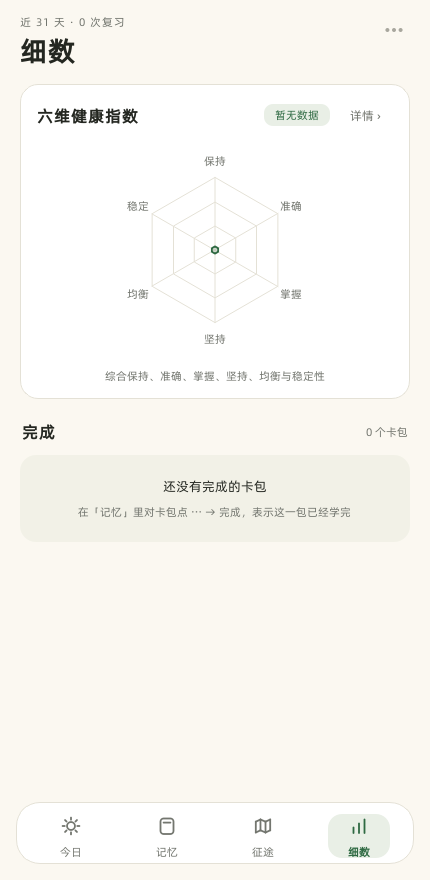 近 31 天 · 0 次复习
细数
六维健康指数
暂无数据
详情 ›
保持
稳定
准确
均衡
掌握
坚持
综合保持、准确、掌握、坚持、均衡与稳定性
完成
0 个卡包
还没有完成的卡包
在「记忆」里对卡包点 ··· → 完成，表示这一包已经学完
今日
记忆
征途
细数